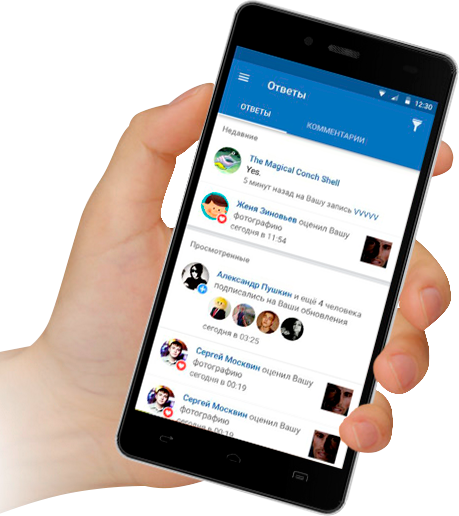 12:30
Ответы
ОТВЕТЫ
КОММЕНТАРИИ
Недавние
The Magical Conch Shell
Yes.
5 минут назад на Вашу запись VVVVV
Женя Зиновьев оценил Вашу
фотографию
сегодня в 11:54
Просмотренные
Александр Пушкин и ещё 4 человека
подписались на Ваши обновления
сегодня в 03:25
Сергей Москвин оценил Вашу
фотографию
сегодня в 00:19
Сергей Москвин оценил Вашу
фотографию
сегодня в 00:19